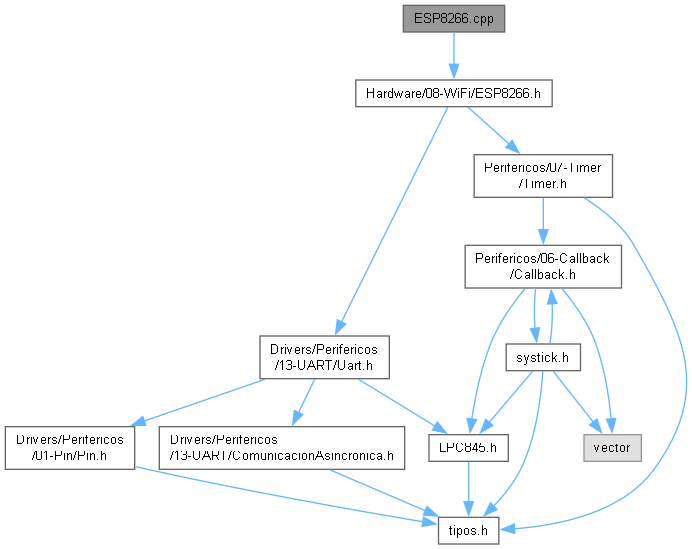 ESP8266.cpp
Hardware/08-WiFi/ESP8266.h
Perifericos/07-Timer
/Timer.h
Perifericos/06-Callback
/Callback.h
Drivers/Perifericos
/13-UART/Uart.h
systick.h
Drivers/Perifericos
/01-Pin/Pin.h
Drivers/Perifericos
/13-UART/ComunicacionAsincronica.h
LPC845.h
vector
tipos.h